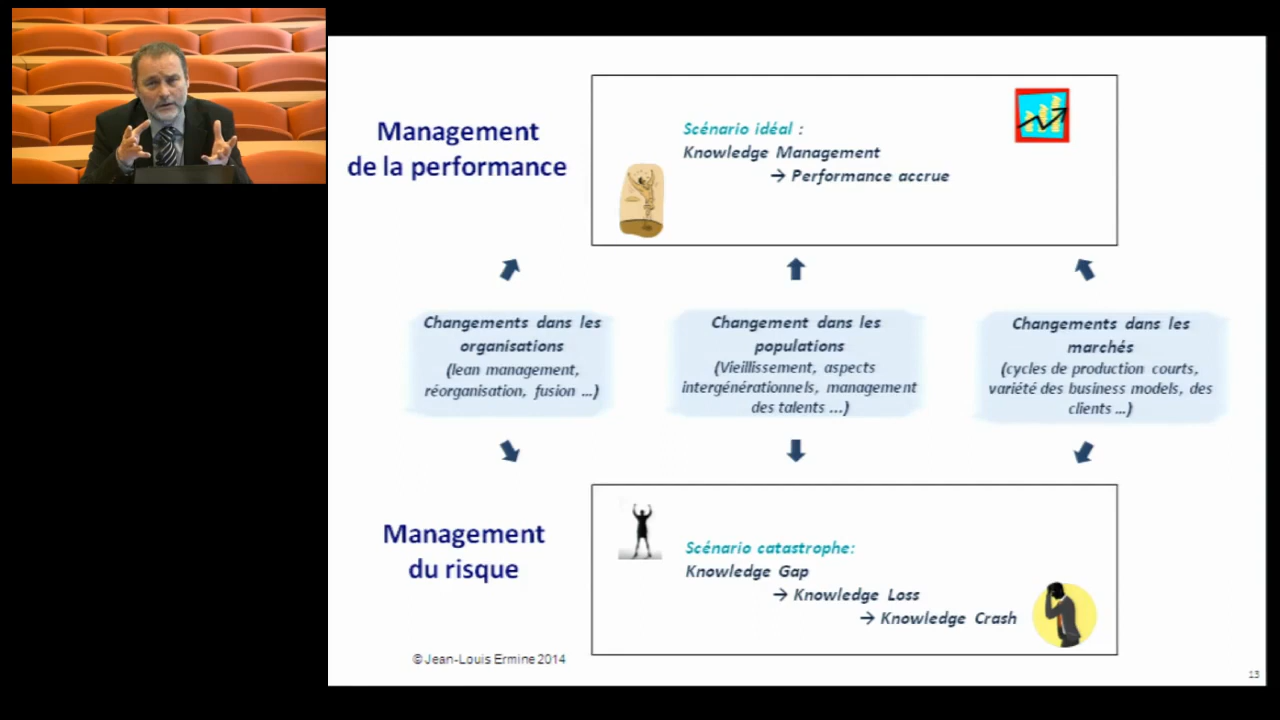 Management
de la performance
Scénario idéal :
Knowledge Management
→ Performance accrue
Changements dans les
organisations
(lean management,
réorganisation, fusion ...)
Changement dans les
populations
(Vieillissement, aspects
intergénérationnels, management
des talents ...)
Changements dans les
marchés
(cycles de production courts,
variété des business models, des
clients ...)
Management
du risque
Scénario catastrophe:
Knowledge Gap
→ Knowledge Loss
→ Knowledge Crash
© Jean-Louis Ermine 2014
13